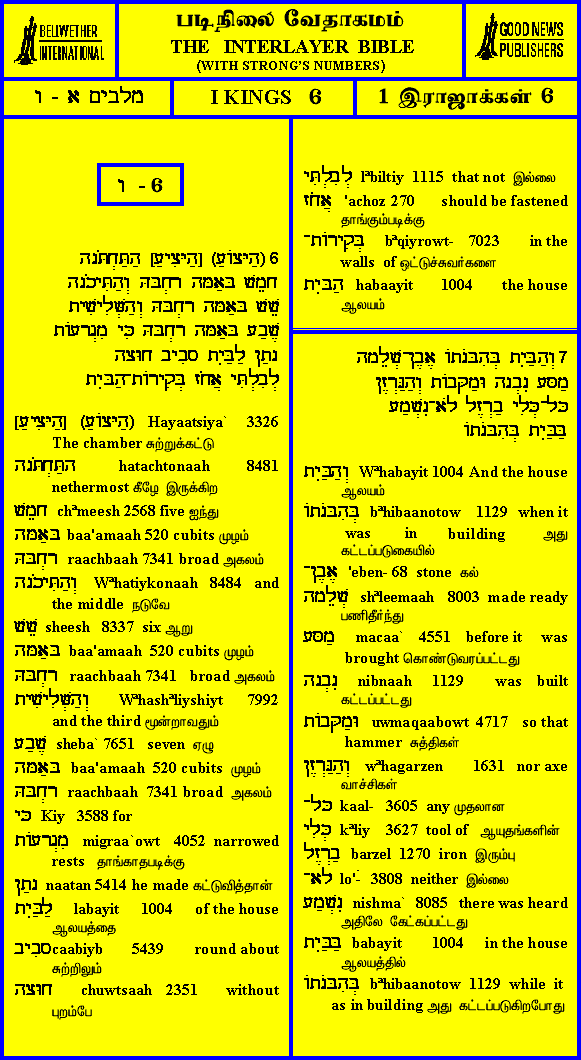 BELLWETHER
INTERNATIONAL
படிநிலை வேதாகமம்
THE INTERLAYER BIBLE
(WITH STRONG'S NUMBERS)
GOOD NEWS
PUBLISHERS
מלכים א - ו
I KINGS 6
1 இராஜாக்கள் 6
6 - ו
6 (הַיָּצוֹעַ) [הַיָּצִיעַ] הַתַּחְתֹּנָה
חָמֵשׁ בָּאַמָּה רָחְבָּהּ וְהַתִּיכֹנָה
שֵׁשׁ בָּאַמָּה רָחְבָּהּ וְהַשְּׁלִישִׁית
שֶׁבַע בָּאַמָּה רָחְבָּהּ כִּי מִגְרָעוֹת
נָתַן לַבַּיִת סָבִיב חוּצָה
לְבִלְתִּי אֲחֹז בְּקִירוֹת־הַבָּיִת
(הַיָּצוֹעַ) [הַיָּצִיעַ] Hayaatsiya` 3326
The chamber சுற்றுக்கட்டு
הַתַּחְתֹּנָה hatachtonaah 8481
nethermost கீழே இருக்கிற
חָמֵשׁ chªmeesh 2568 five ஐந்து
בָּאַמָּה baa'amaah 520 cubits முழம்
רָחְבָּהּ raachbaah 7341 broad அகலம்
וְהַתִּיכֹנָה Wªhatiykonaah 8484 and
the middle நடுவே
שֵׁשׁ sheesh 8337 six ஆறு
בָּאַמָּה baa'amaah 520 cubits முழம்
רָחְבָּהּ raachbaah 7341 broad அகலம்
וְהַשְּׁלִישִׁית Wªhashªliyshiyt 7992
and the third மூன்றாவதும்
שֶׁבַע sheba` 7651 seven ஏழு
בָּאַמָּה baa'amaah 520 cubits முழம்
רָחְבָּהּ raachbaah 7341 broad அகலம்
כִּי Kiy 3588 for
מִגְרָעוֹת migraa`owt 4052 narrowed
rests தாங்காதபடிக்கு
נָתַן naatan 5414 he made கட்டுவித்தான்
לַבַּיִת labayit 1004 of the house
ஆலயத்தை
סָבִיב caabiyb 5439 round about
சுற்றிலும்
חוּצָה chuwtsaah 2351 without
புறம்பே
לְבִלְתִּי lªbiltiy 1115 that not இல்லை
אֲחֹז 'achoz 270 should be fastened
தாங்கும்படிக்கு
בְּקִירוֹת־ bªqiyrowt- 7023 in the
walls of ஒட்டுச்சுவர்களை
הַבָּיִת habaayit 1004 the house
ஆலயம்
7 וְהַבַּיִת בְּהִבָּנֹתוֹ אֶבֶן־שְׁלֵמָה
מַסָּע נִבְנָה וּמַקָּבוֹת וְהַגַּרְזֶן
כָּל־כְּלִי בַרְזֶל לֹא־נִשְׁמַע
בַּבַּיִת בְּהִבָּנֹתוֹ
וְהַבַּיִת Wªhabayit 1004 And the house
ஆலயம்
בְּהִבָּנֹתוֹ bªhibaanotow 1129 when it
was in building அது
கட்டப்படுகையில்
אֶבֶן־ 'eben- 68 stone கல்
שְׁלֵמָה shªleemaah 8003 made ready
பணிதீர்ந்து
מַסָּע macaa` 4551 before it was
brought கொண்டுவரப்பட்டது
נִבְנָה nibnaah 1129 was built
கட்டப்பட்டது
וּמַקָּבוֹת uwmaqaabowt 4717 so that
hammer சுத்திகள்
וְהַגַּרְזֶן wªhagarzen 1631 nor axe
வாச்சிகள்
כָּל־ kaal- 3605 any முதலான
כְּלִי kªliy 3627 tool of ஆயுதங்களின்
בַרְזֶל barzel 1270 iron இரும்பு
לֹא־ lo'- 3808 neither இல்லை
נִשְׁמַע nishma` 8085 there was heard
அதிலே கேட்கப்பட்டது
בַּבַּיִת babayit 1004 in the house
ஆலயத்தில்
בְּהִבָּנֹתוֹ bªhibaanotow 1129 while it
as in building அது கட்டப்படுகிறபோது